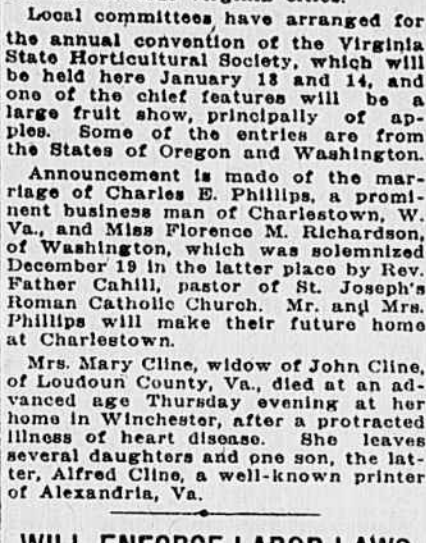 Local committees have arranged for
the annual convention of the Virginia
State Horticultural Society, which will
be held here January 13 and 14, and
one of the chief features will be a
large fruit show, principally of ap-
ples. Some of the entries are from
the States of Oregon and Washington.
Announcement is made of the mar-
riage of Charles E. Phillips, a promi-
nent business man of Charlestown, W.
Va., and Miss Florence M. Richardson,
of Washington, which was solemnized
December 19 in the latter place by Rev.
Father Cahill, pastor of St. Joseph's
Roman Catholic Church. Mr. and Mrs.
Phillips will make their future home
at Charlestown.
Mrs. Mary Cline, widow of John Cline,
of Loudoun County, Va., died at an ad-
vanced age Thursday evening at her
home in Winchester, after a protracted
illness of heart disease. She leaves
several daughters and one son, the lat-
ter, Alfred Cline, a well-known printer
of Alexandria, Va.
WILL ENFORCE LABOR LAWS